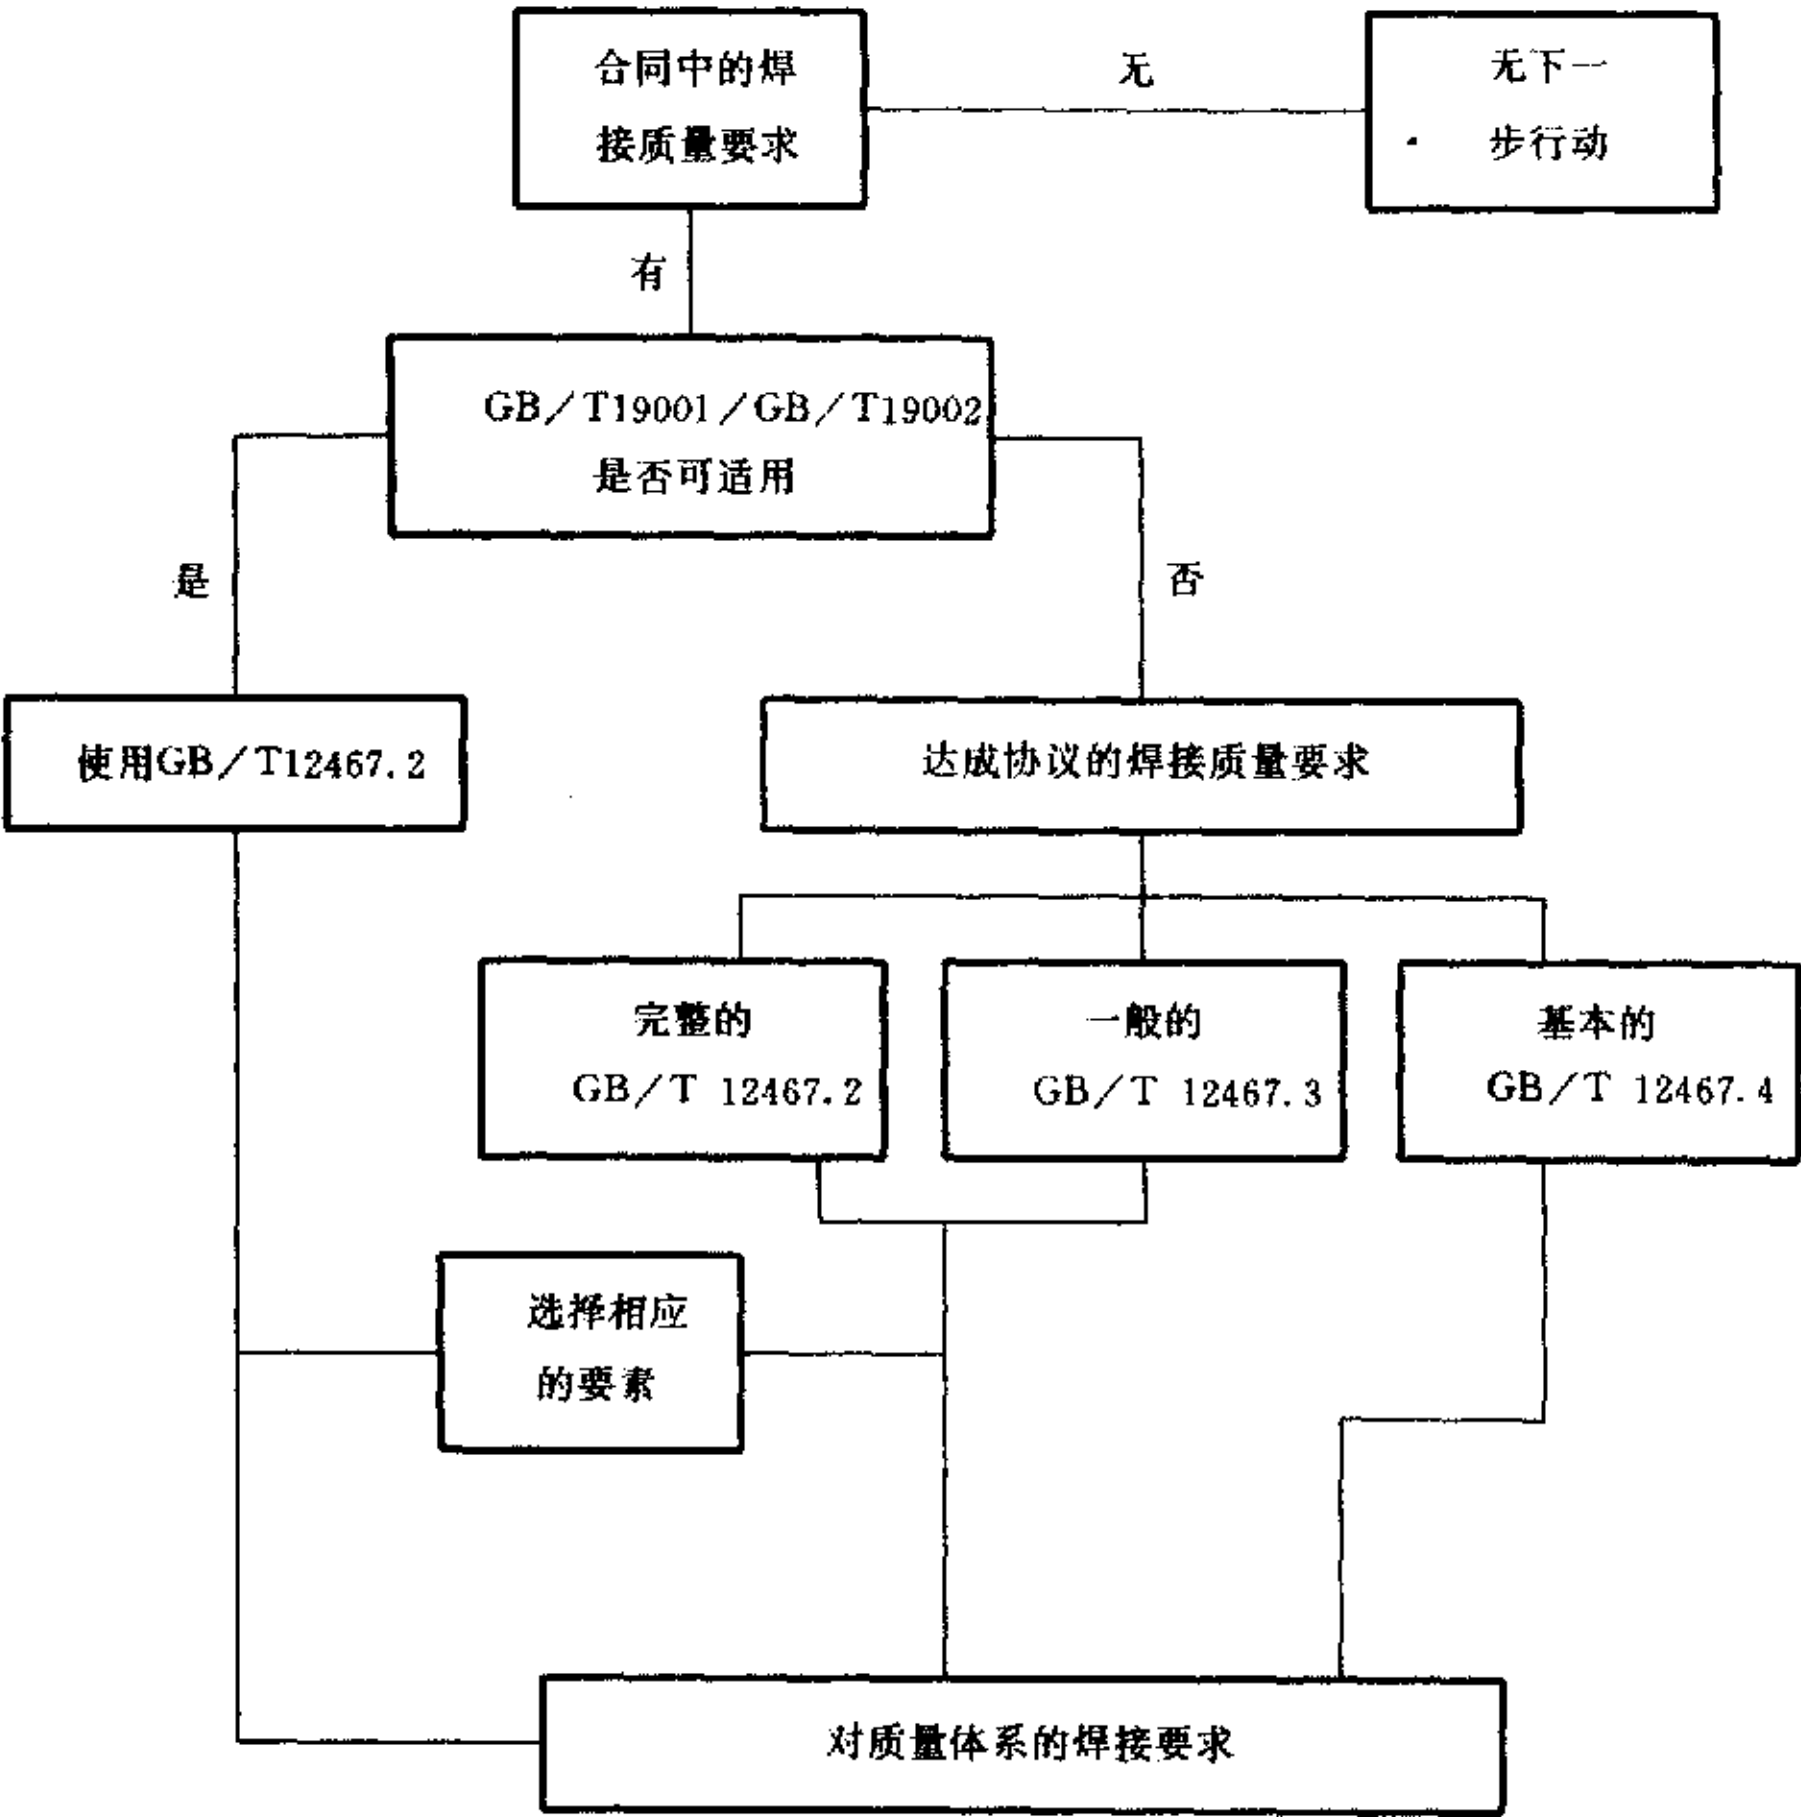 合同中的焊
接质量要求
无
无下一
步行动
有
GB/T19001/GB/T19002
是否可适用
是
否
使用GB/T12467.2
达成协议的焊接质量要求
完整的
GB/T 12467.2
一般的
GB/T 12467.3
基本的
GB/T 12467.4
选择相应
的要素
对质量体系的焊接要求